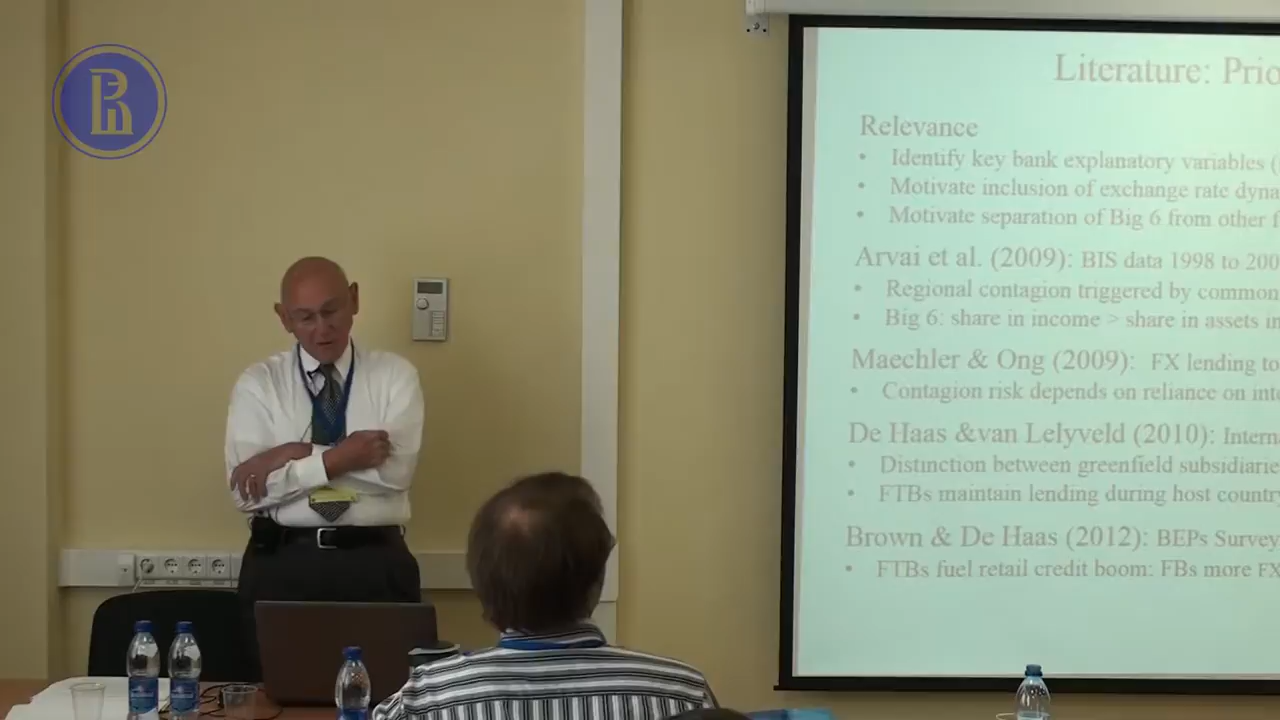 Literature: Prio
Relevance
• Identify key bank explanatory variables (
• Motivate inclusion of exchange rate dyna
• Motivate separation of Big 6 from other f
Arvai et al. (2009): BIS data 1998 to 200
• Regional contagion triggered by common
• Big 6: share in income > share in assets in
Maechler & Ong (2009): FX lending to
• Contagion risk depends on reliance on inte
De Haas &van Lelyveld (2010): Intern
• Distinction between greenfield subsidiarie
• FTBs maintain lending during host country
Brown & De Haas (2012): BEPs Survey
• FTBs fuel retail credit boom: FBs more FX